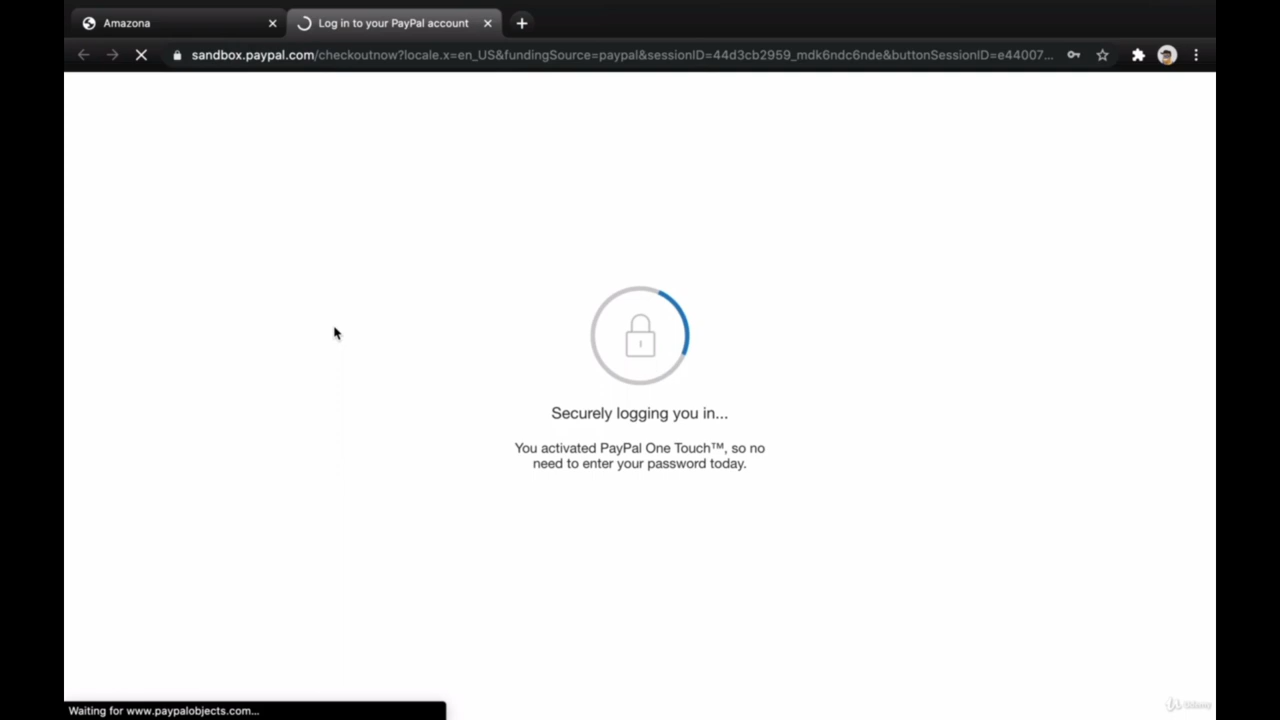 Amazona
Log in to your PayPal account
sandbox.paypal.com/checkoutnow?locale.x=en_US&fundingSource=paypal&sessionID=44d3cb2959_mdk6ndc6nde&buttonSessionID=e44007...
Securely logging you in...
You activated PayPal One Touch™, so no
need to enter your password today.
Waiting for www.paypalobjects.com...
Udemy